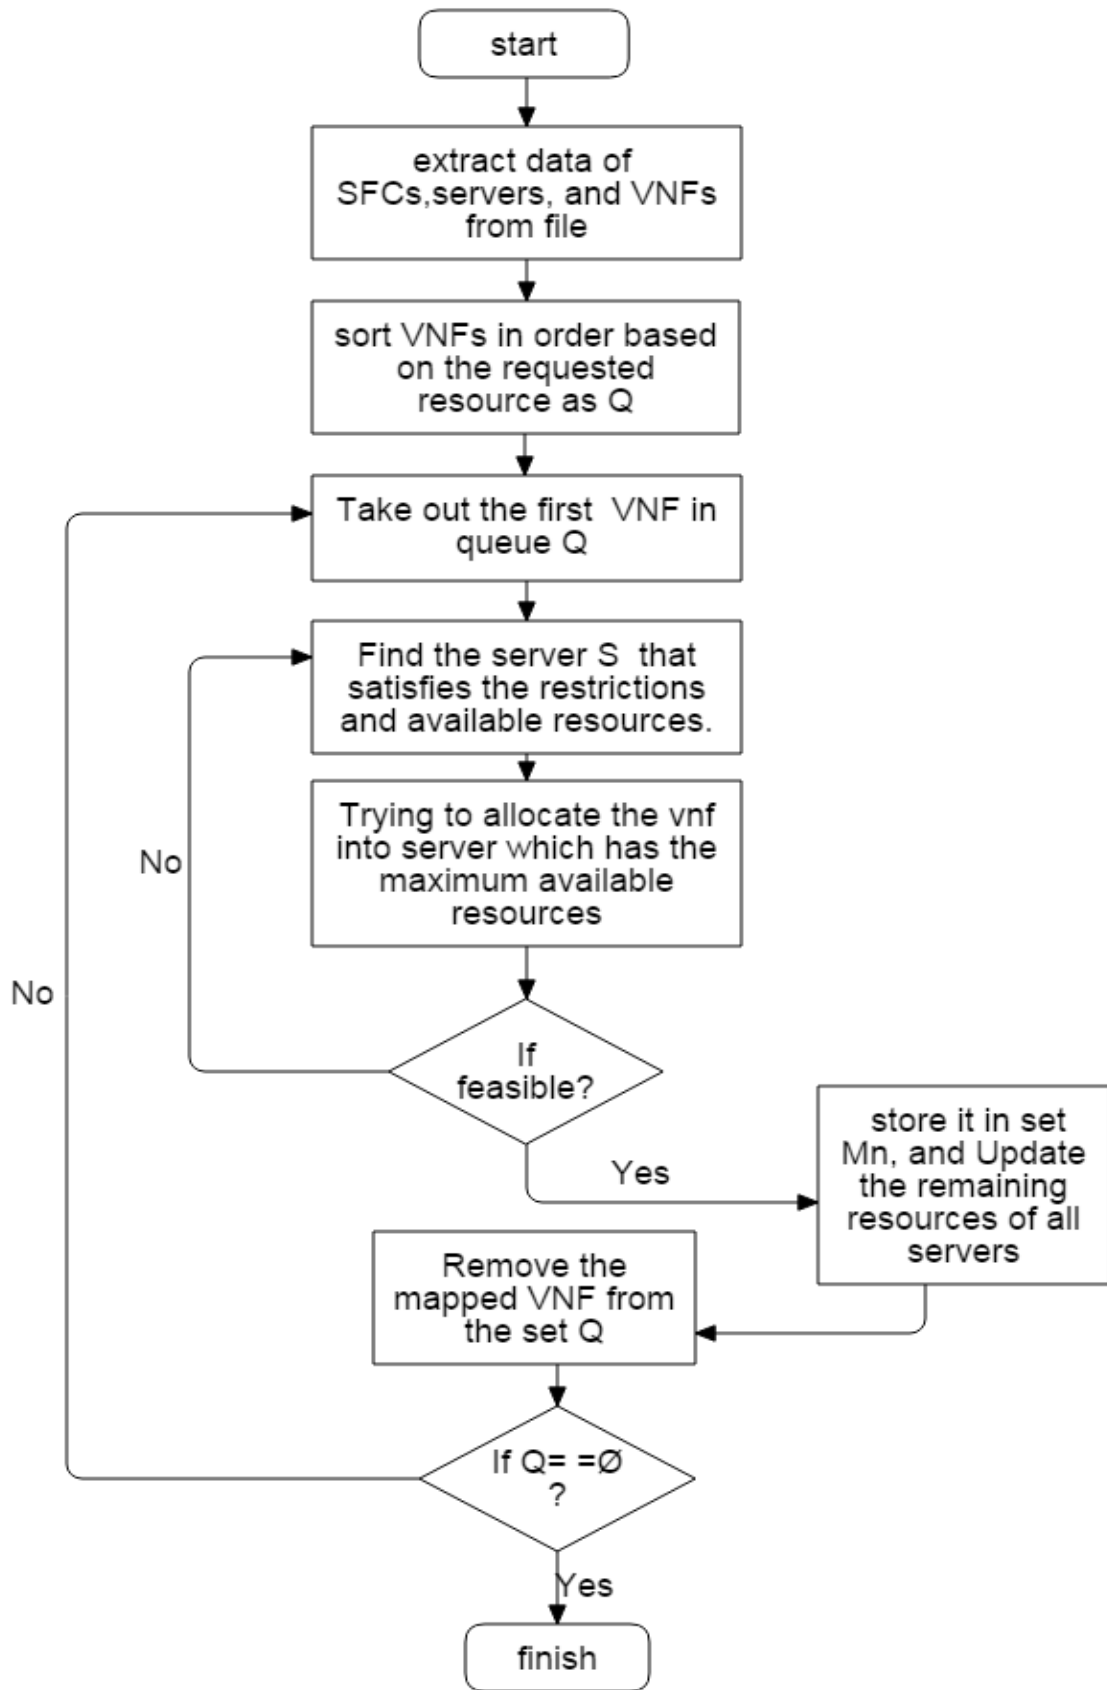 start
extract data of
SFCs,servers, and VNFs
from file
sort VNFs in order based
on the requested
resource as Q
Take out the first VNF in
queue Q
Find the server S that
satisfies the restrictions
and available resources.
Trying to allocate the vnf
into server which has the
maximum available
resources
No
No
If
feasible?
Yes
store it in set
Mn, and Update
the remaining
resources of all
servers
Remove the
mapped VNF from
the set Q
If Q= =Ø
?
Yes
finish